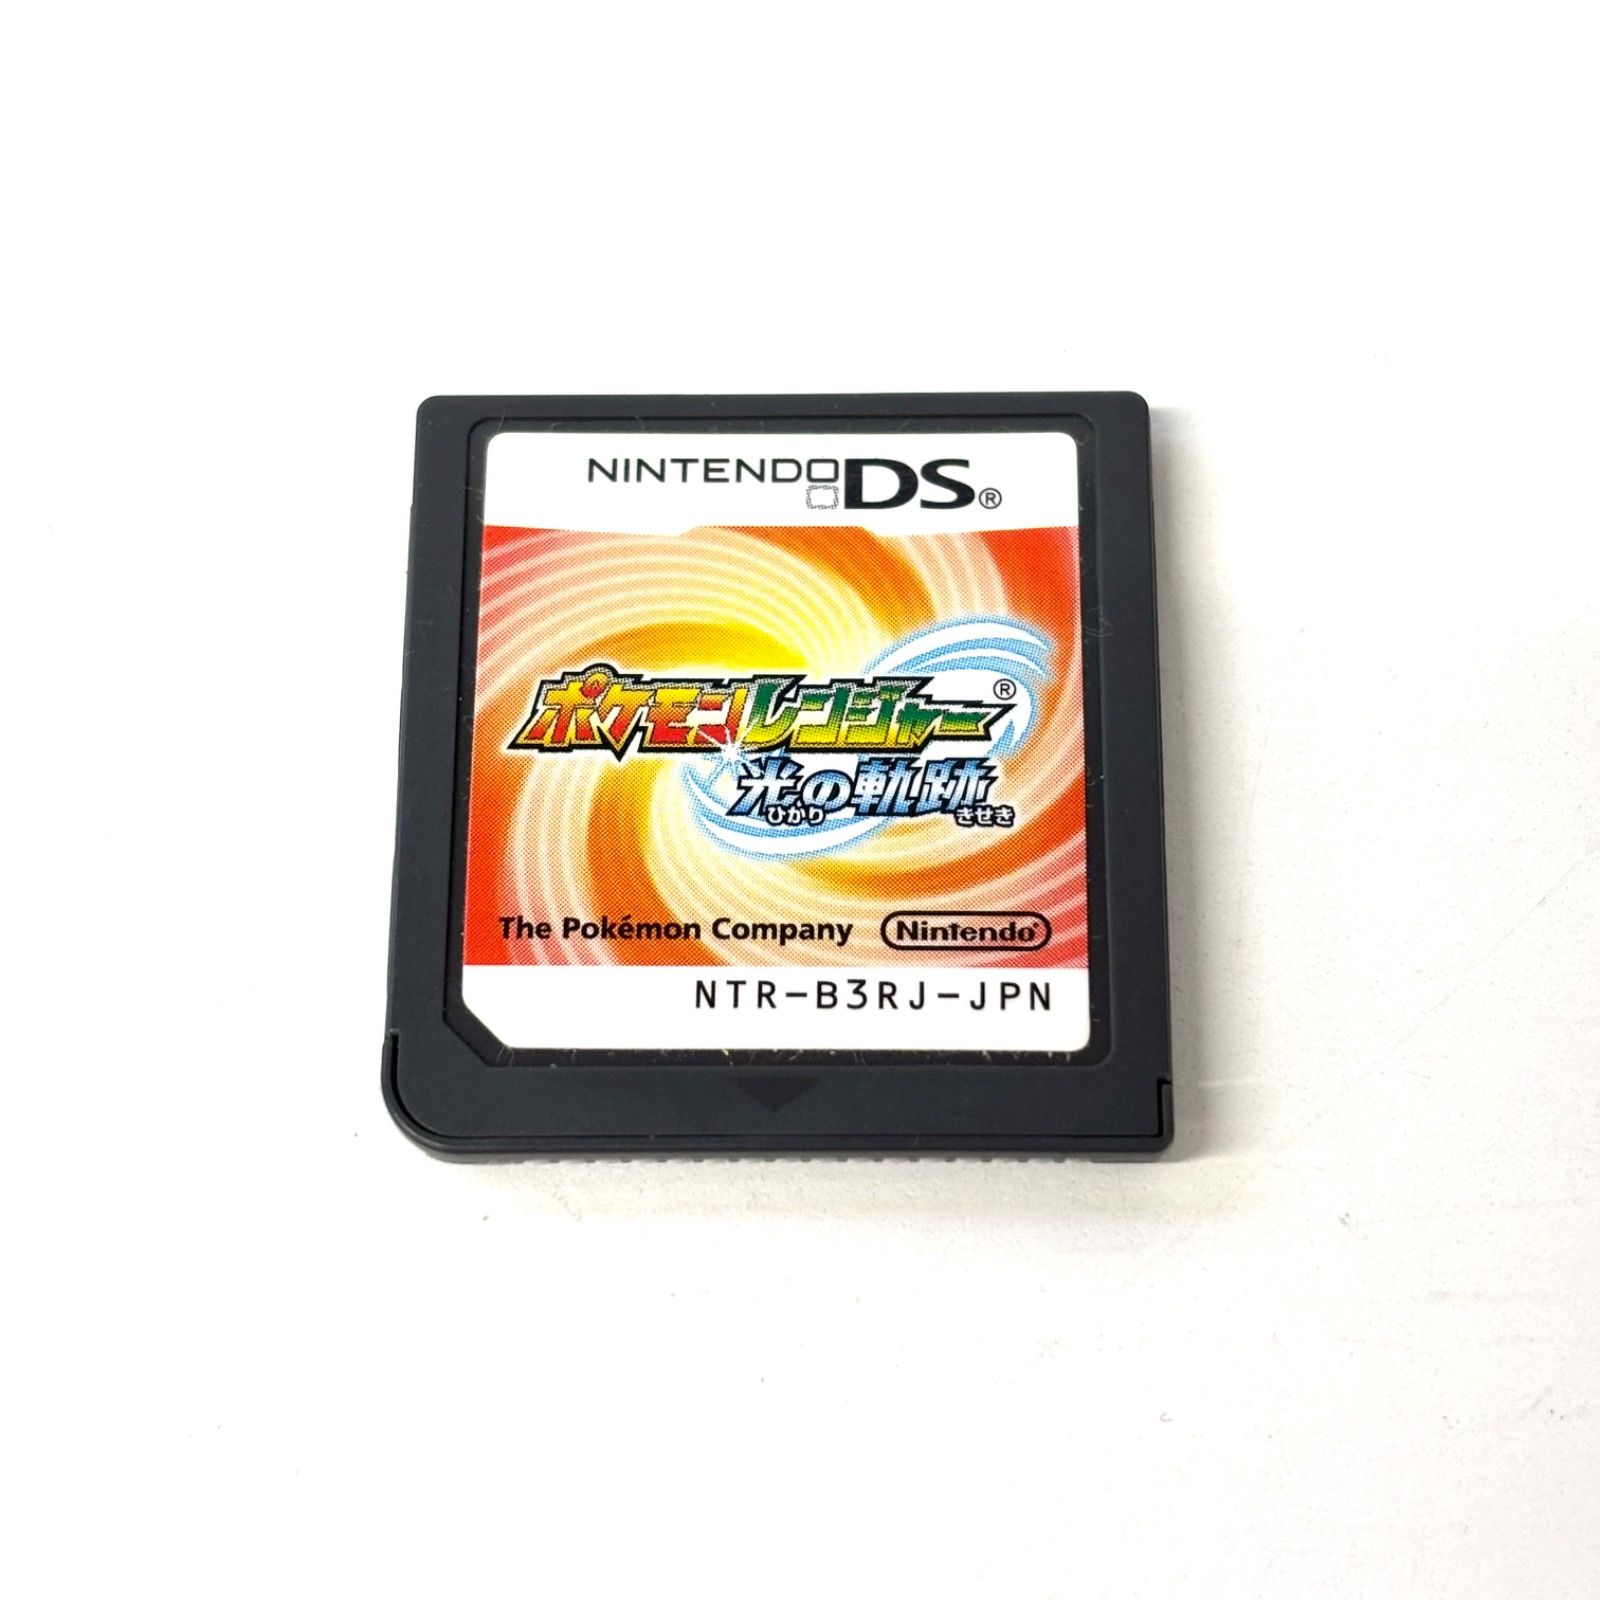 NINTENDO DS®
ポケモンレンジャー®
光の軌跡
ひかり きせき
The Pokémon Company Nintendo®
NTR-B3RJ-JPN